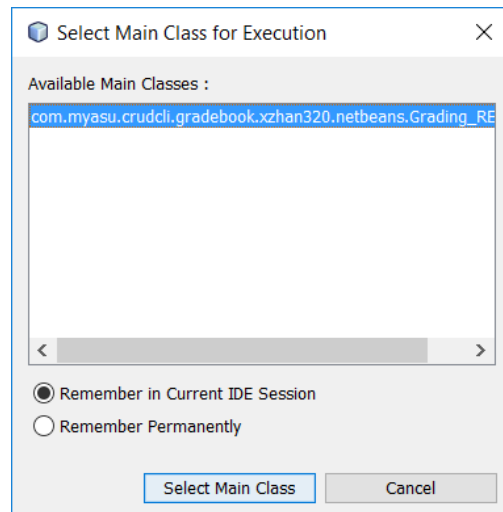 Select Main Class for Execution
Available Main Classes :
com.myasu.crudcli.gradebook.xzhan320.netbeans.Grading_RE
Remember in Current IDE Session
Remember Permanently
Select Main Class
Cancel